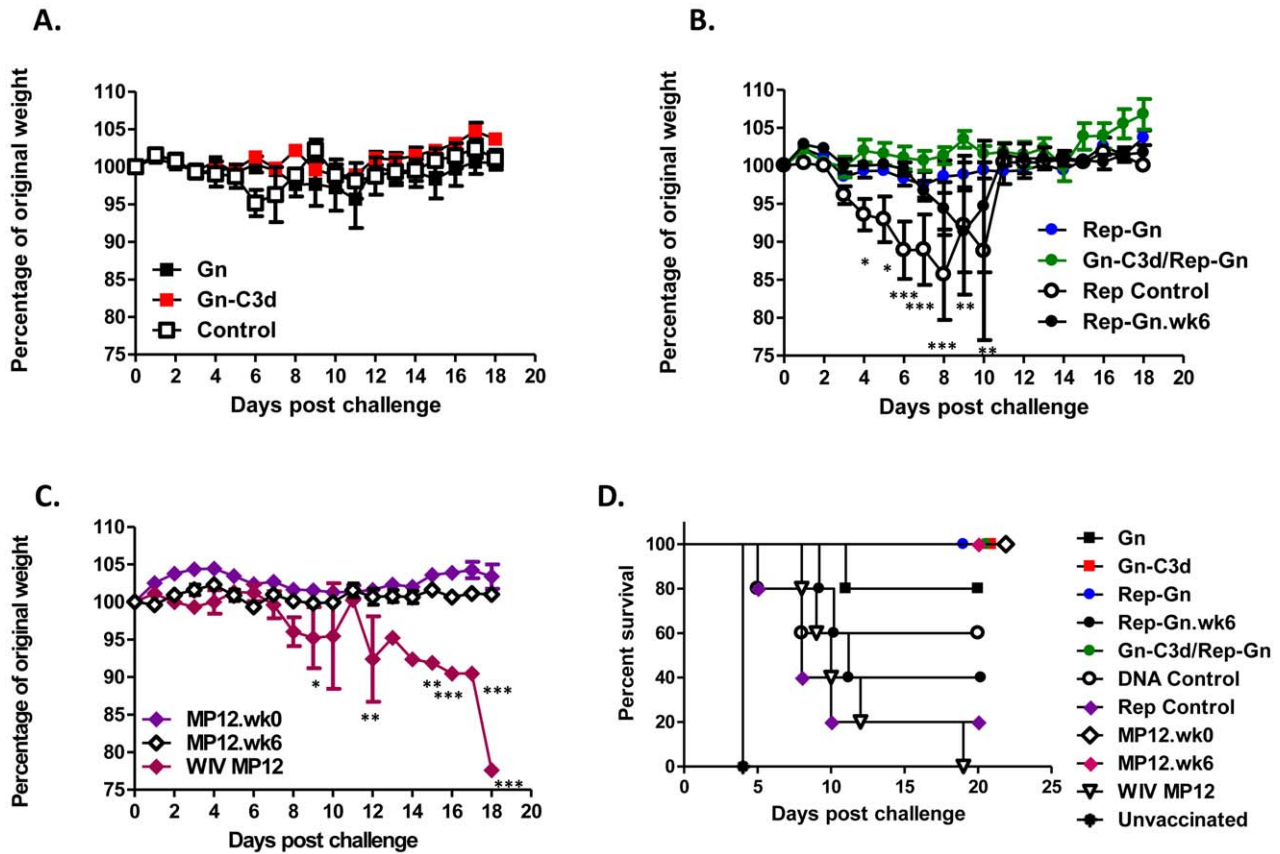 A.
Percentage of original weight
110
105
100
95
90
85
80
75
Gn
Gn-C3d
Control
0 2 4 6 8 10 12 14 16 18 20
Days post challenge
B.
Percentage of original weight
110
105
100
95
90
85
80
75
Rep-Gn
Gn-C3d/Rep-Gn
Rep Control
Rep-Gn.wk6
* * *** *** *** ** **
0 2 4 6 8 10 12 14 16 18 20
Days post challenge
C.
Percentage of original weight
110
105
100
95
90
85
80
75
MP12.wk0
MP12.wk6
WIV MP12
* ** ** *** *** ***
0 2 4 6 8 10 12 14 16 18 20
Days post challenge
D.
Percent survival
100
80
60
40
20
0
0 5 10 15 20 25
Days post challenge
Gn
Gn-C3d
Rep-Gn
Rep-Gn.wk6
Gn-C3d/Rep-Gn
DNA Control
Rep Control
MP12.wk0
MP12.wk6
WIV MP12
Unvaccinated